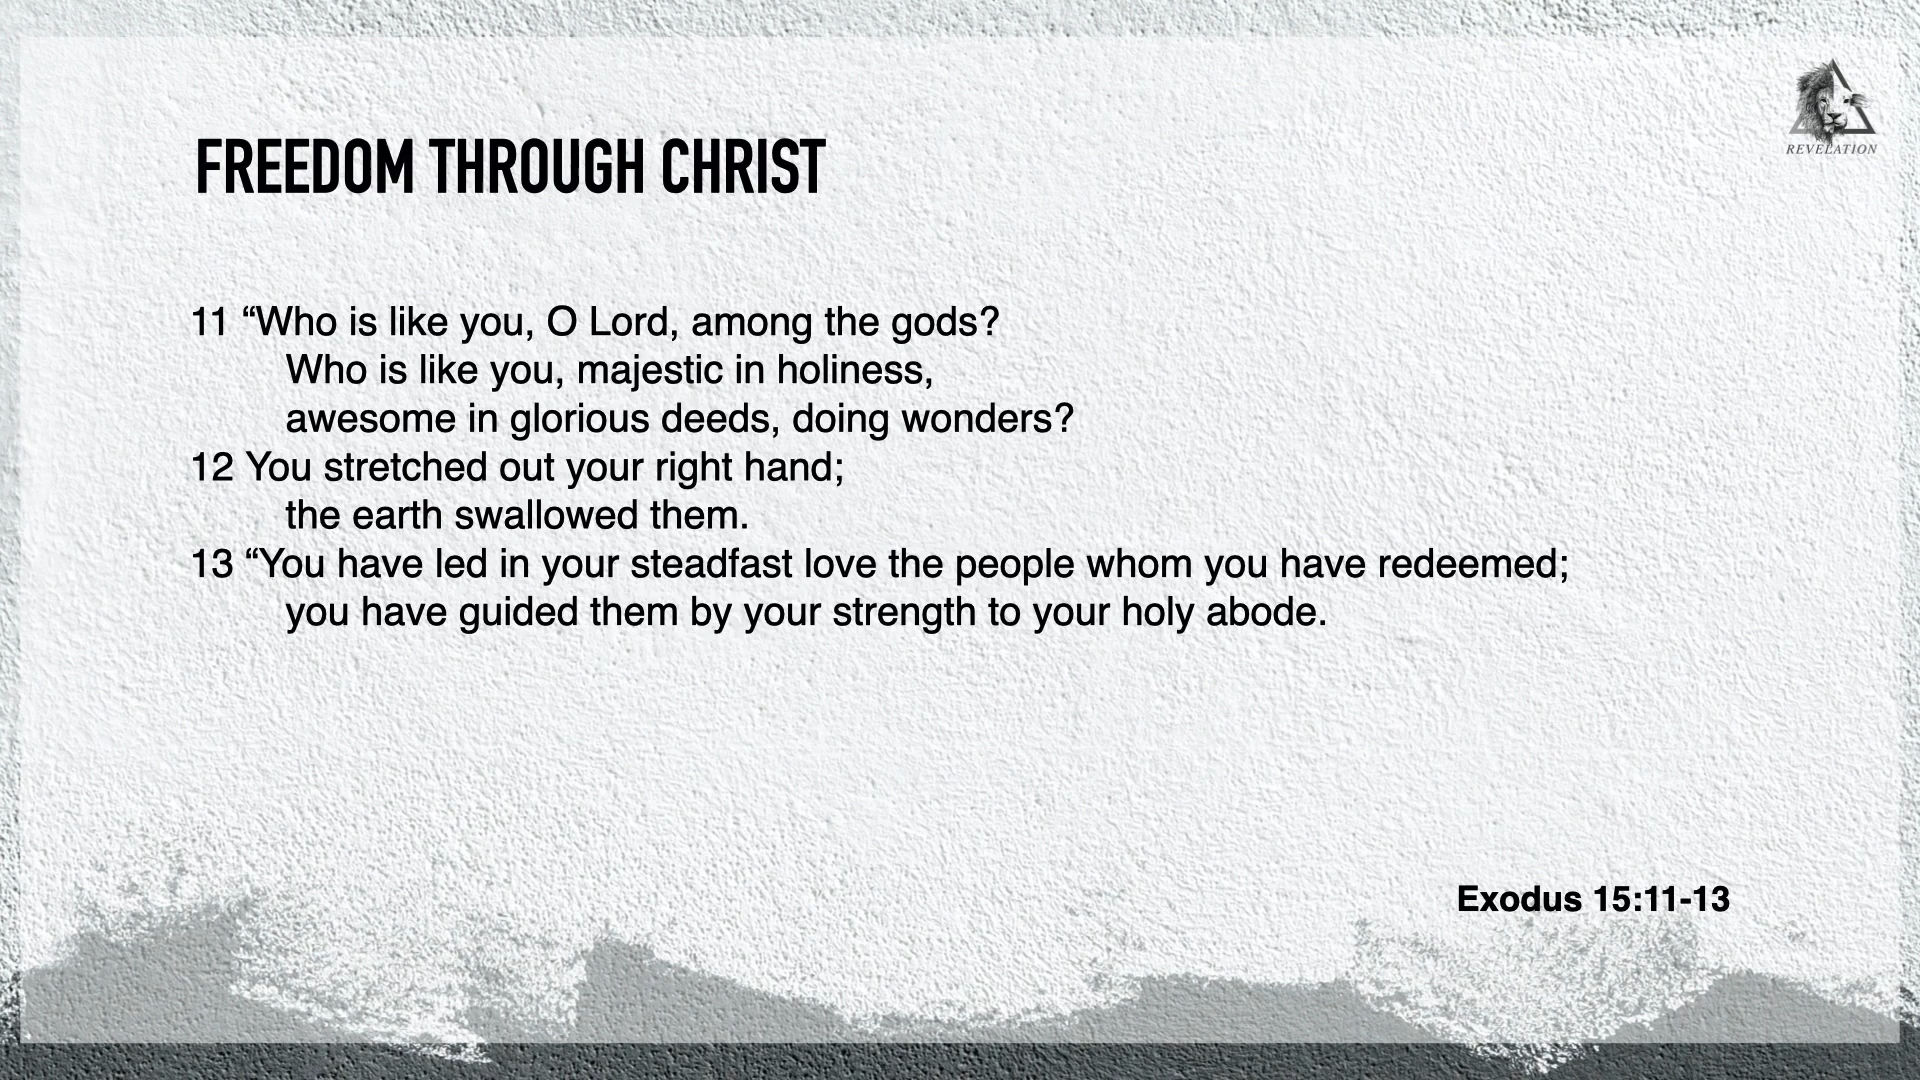 REVELATION
FREEDOM THROUGH CHRIST
11 “Who is like you, O Lord, among the gods?
Who is like you, majestic in holiness,
awesome in glorious deeds, doing wonders?
12 You stretched out your right hand;
the earth swallowed them.
13 “You have led in your steadfast love the people whom you have redeemed;
you have guided them by your strength to your holy abode.
Exodus 15:11-13